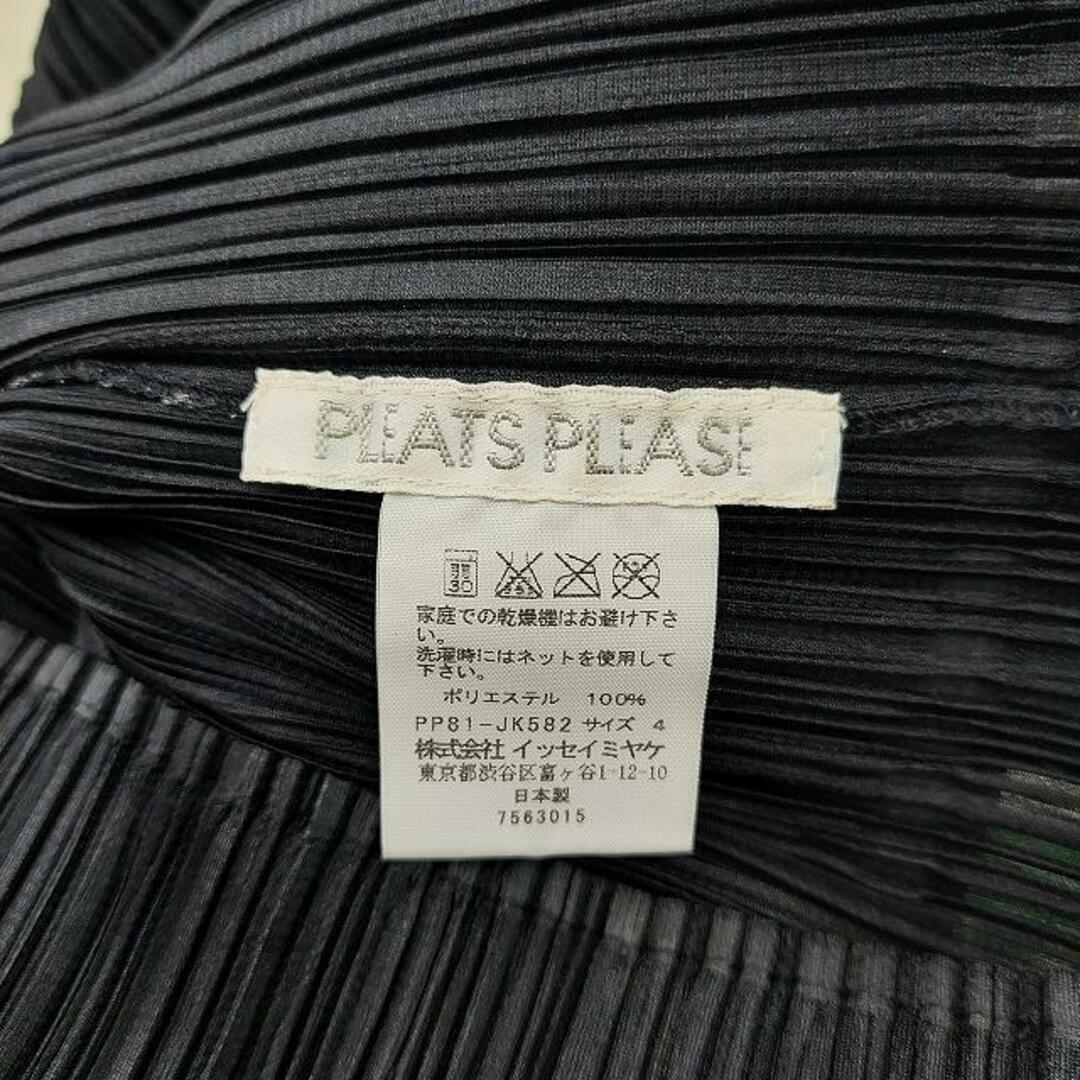 PLEATS PLEASE
30
家庭での乾燥機はお避け下さ
い。
洗濯時にはネットを使用して
下さい。
ポリエステル 100%
PP81-JK582 サイズ 4
株式会社 イッセイミヤケ
東京都渋谷区富ヶ谷1-12-10
日本製
7563015